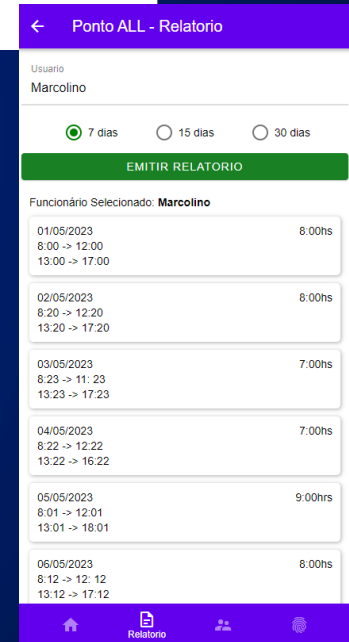 Ponto ALL - Relatorio
Usuario
Marcolino
7 dias 15 dias 30 dias
EMITIR RELATORIO
Funcionário Selecionado: Marcolino
01/05/2023 8:00hs
8:00 -> 12:00
13:00 -> 17:00
02/05/2023 8:00hs
8:20 -> 12:20
13:20 -> 17:20
03/05/2023 7:00hs
8:23 -> 11: 23
13:23 -> 17:23
04/05/2023 7:00hs
8:22 -> 12:22
13:22 -> 16:22
05/05/2023 9:00hrs
8:01 -> 12:01
13:01 -> 18:01
06/05/2023 8:00hs
8:12 -> 12: 12
13:12 -> 17:12
Relatorio